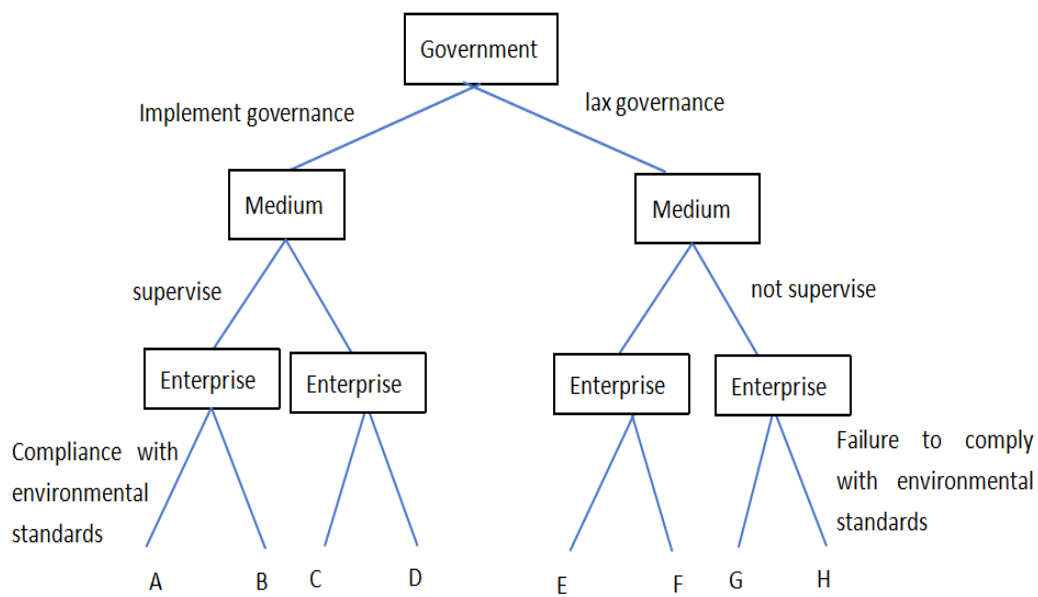 Government
Implement governance
lax governance
Medium
Medium
supervise
not supervise
Enterprise
Enterprise
Enterprise
Enterprise
Compliance with
environmental
standards
Failure to comply
with environmental
standards
A
B
C
D
E
F
G
H